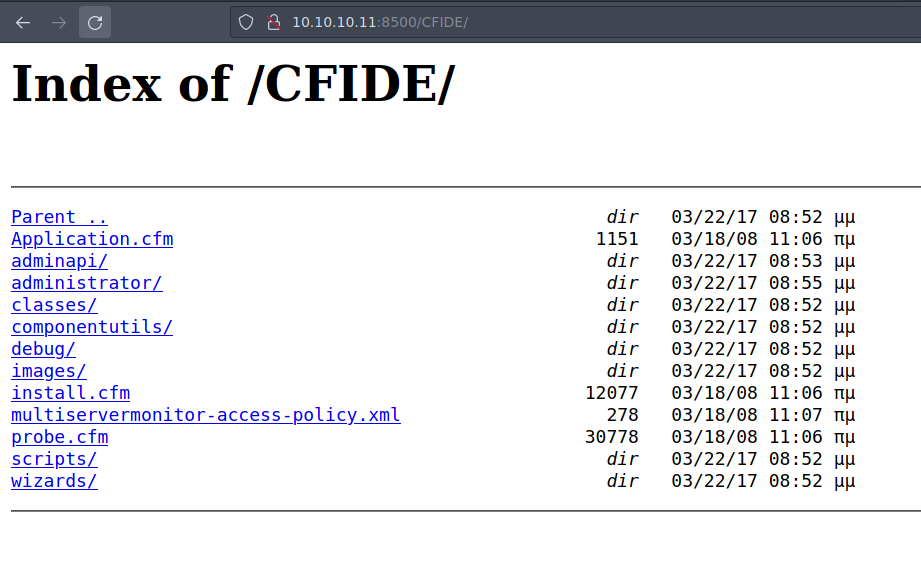 10.10.10.11:8500/CFIDE/
Index of /CFIDE/
Parent .. dir 03/22/17 08:52 μμ
Application.cfm 1151 03/18/08 11:06 πμ
adminapi/ dir 03/22/17 08:53 μμ
administrator/ dir 03/22/17 08:55 μμ
classes/ dir 03/22/17 08:52 μμ
componentutils/ dir 03/22/17 08:52 μμ
debug/ dir 03/22/17 08:52 μμ
images/ dir 03/22/17 08:52 μμ
install.cfm 12077 03/18/08 11:06 πμ
multiservermonitor-access-policy.xml 278 03/18/08 11:07 πμ
probe.cfm 30778 03/18/08 11:06 πμ
scripts/ dir 03/22/17 08:52 μμ
wizards/ dir 03/22/17 08:52 μμ